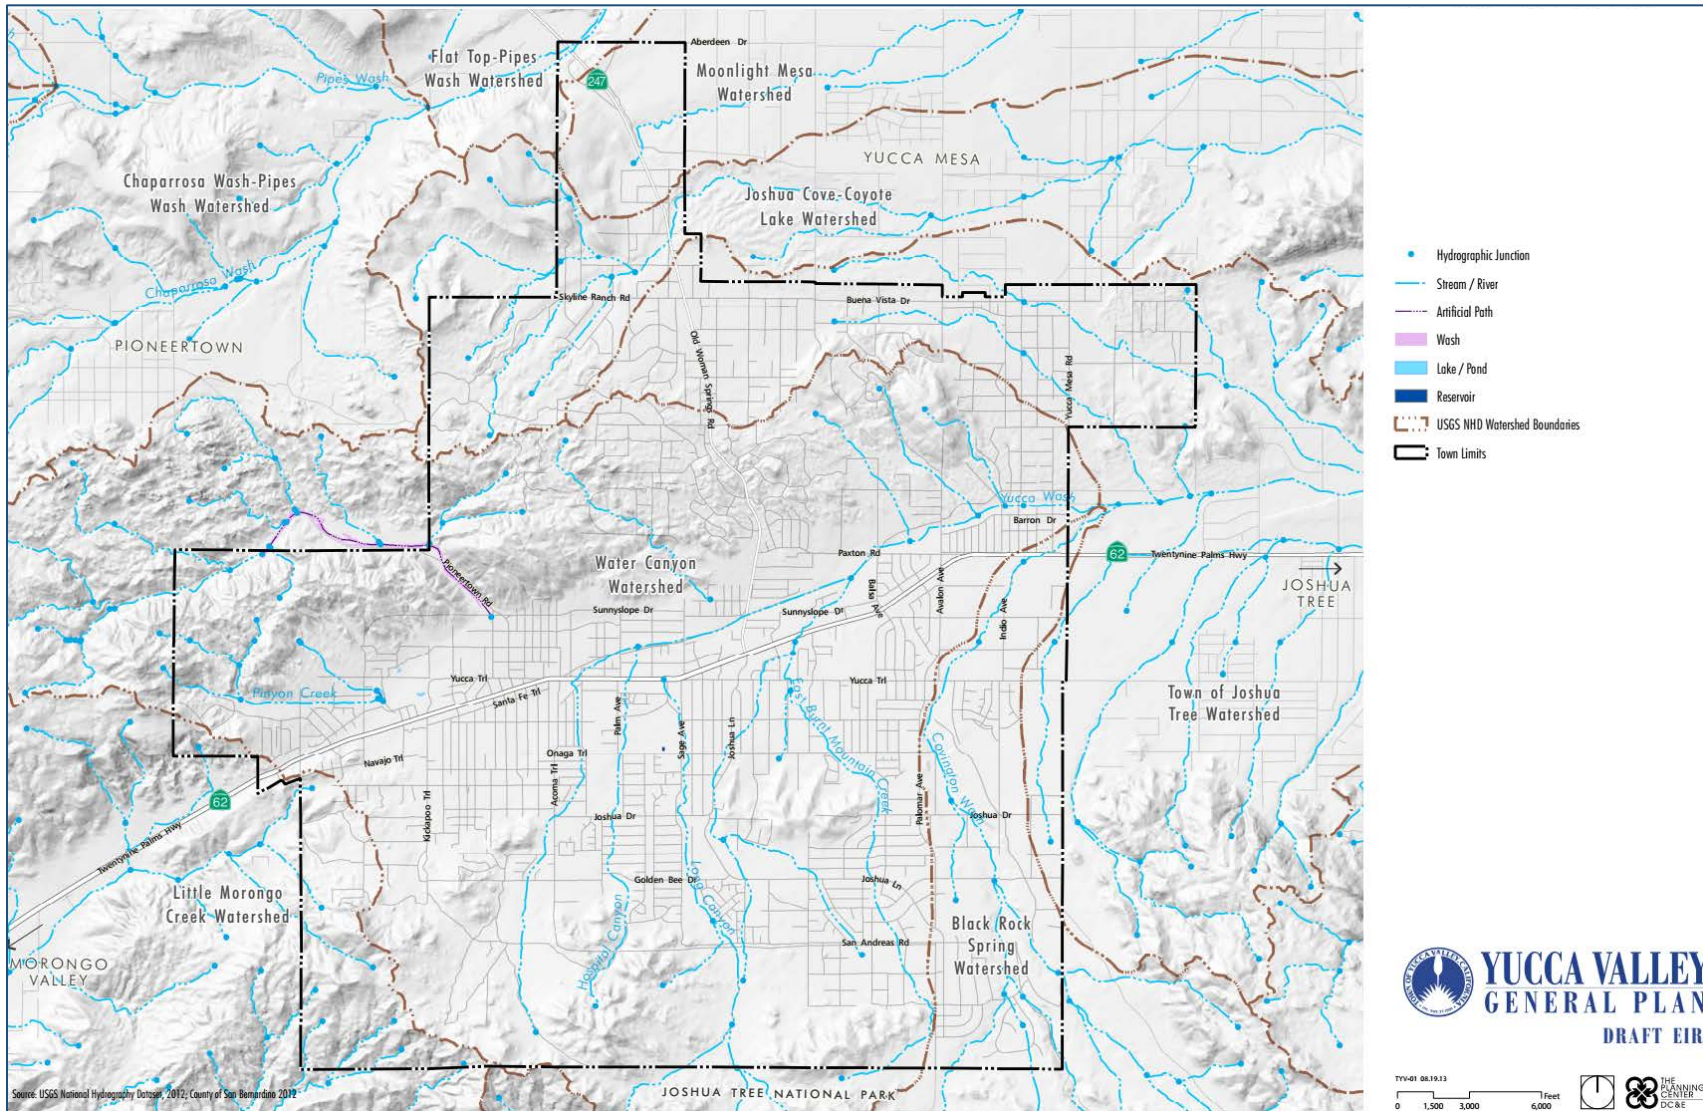 Aberdeen Dr
Flat Top-Pipes
Wash Watershed
247
Moonlight Mesa
Watershed
Pipes Wash
YUCCA MESA
Chaparrosa Wash-Pipes
Wash Watershed
Joshua Cove-Coyote
Lake Watershed
Chaparrosa Wash
Skyline Ranch Rd
Buena Vista Dr
PIONEERTOWN
Old Woman Springs Rd
Yucca Mesa Rd
Yucca Wash
Barron Dr
Paxton Rd
62
Twentynine Palms Hwy
Water Canyon
Watershed
Pioneertown Rd
JOSHUA
TREE
Sunnyslope Dr
Sunnyslope Dr
Balsa Ave
Avalon Ave
Indio Ave
Yucca Trl
Yucca Trl
Pinyon Creek
Santa Fe Trl
Palm Ave
Sage Ave
Joshua Ln
East Burnt Mountain Creek
Town of Joshua
Tree Watershed
Navajo Trl
Onaga Trl
Acoma Trl
Covington Wash
Palomar Ave
62
Twentynine Palms Hwy
Kickapoo Trl
Joshua Dr
Joshua Dr
Little Morongo
Creek Watershed
Golden Bee Dr
Joshua Ln
Long Canyon
Hospital Canyon
San Andreas Rd
Black Rock
Spring
Watershed
MORONGO
VALLEY
JOSHUA TREE NATIONAL PARK
Source: USGS National Hydrography Dataset, 2012; County of San Bernardino 2012
Hydrographic Junction
Stream / River
Artificial Path
Wash
Lake / Pond
Reservoir
USGS NHD Watershed Boundaries
Town Limits
YUCCA VALLEY
GENERAL PLAN
DRAFT EIR
TYV-01 08.19.13
Feet
0 1,500 3,000 6,000
THE
PLANNING
CENTER
DC&E